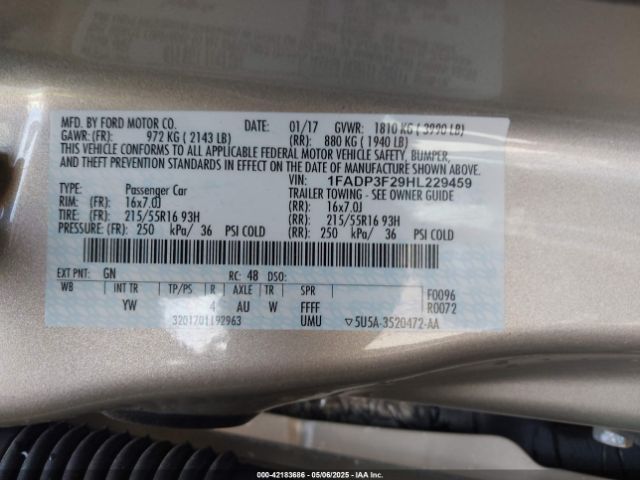 MFD. BY FORD MOTOR CO. DATE: 01/17 GVWR: 1810 KG ( 3990 LB)
GAWR: (FR): 972 KG ( 2143 LB) (RR): 880 KG ( 1940 LB)
THIS VEHICLE CONFORMS TO ALL APPLICABLE FEDERAL MOTOR VEHICLE SAFETY, BUMPER,
AND THEFT PREVENTION STANDARDS IN EFFECT ON THE DATE OF MANUFACTURE SHOWN ABOVE.
VIN: 1FADP3F29HL229459
TYPE: Passenger Car TRAILER TOWING - SEE OWNER GUIDE
RIM: (FR): 16x7.0J (RR): 16x7.0J
TIRE: (FR): 215/55R16 93H (RR): 215/55R16 93H
PRESSURE: (FR): 250 kPa/ 36 PSI COLD (RR): 250 kPa/ 36 PSI COLD
EXT PNT: GN RC: 48 DSO:
WB INT TR TP/PS R AXLE TR SPR F0096
YW 4 AU W FFFF R0072
3201701192963 UMU ▽5U5A-3520472-AA
000-42183686 - 05/06/2025 - IAA Inc.